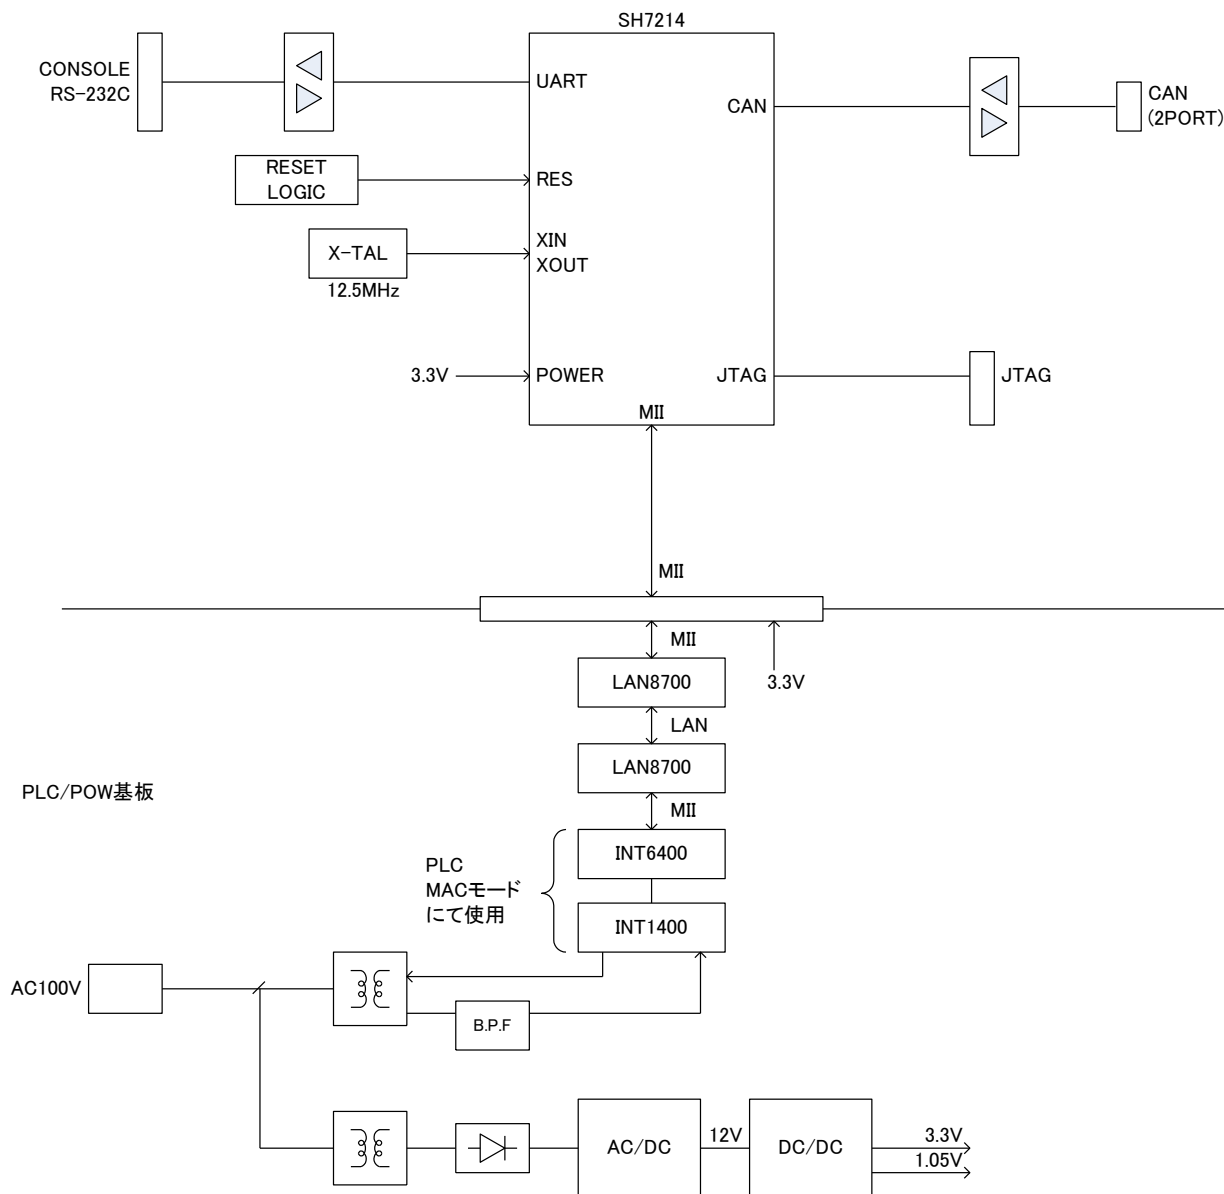 SH7214
CONSOLE
RS-232C
UART
CAN
CAN
(2PORT)
RESET
LOGIC
RES
X-TAL
12.5MHz
XIN
XOUT
3.3V
POWER
JTAG
JTAG
MII
MII
MII
3.3V
LAN8700
LAN
LAN8700
PLC/POW基板
MII
INT6400
PLC
MACモード
にて使用
INT1400
AC100V
B.P.F
AC/DC
12V
DC/DC
3.3V
1.05V